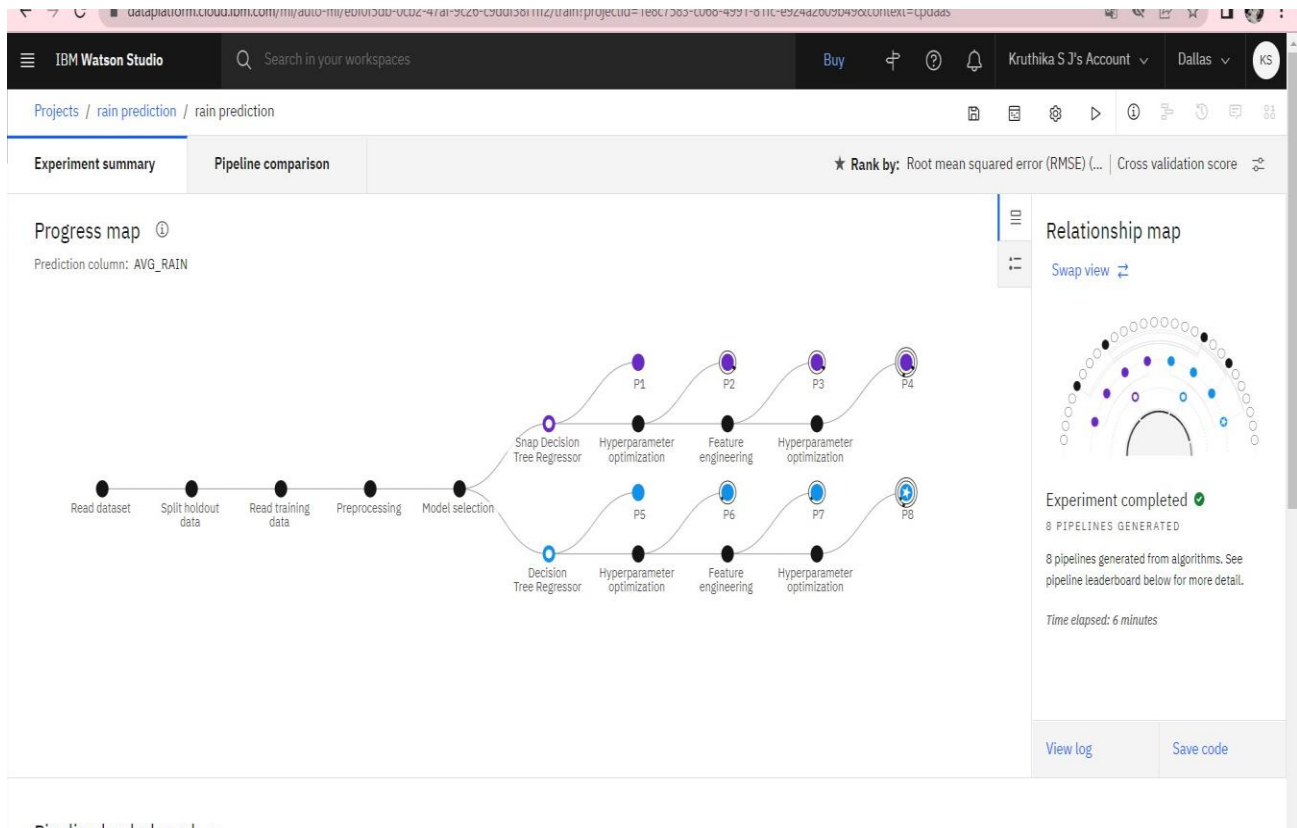 IBM Watson Studio
Search in your workspaces
Buy
Kruthika S J's Account
Dallas
KS
Projects / rain prediction / rain prediction
Experiment summary
Pipeline comparison
★ Rank by: Root mean squared error (RMSE) (... | Cross validation score
Progress map
Prediction column: AVG_RAIN
Relationship map
Swap view
P1
P2
P3
P4
Snap Decision
Tree Regressor
Hyperparameter
optimization
Feature
engineering
Hyperparameter
optimization
Read dataset
Split holdout
data
Read training
data
Preprocessing
Model selection
P5
P6
P7
P8
Decision
Tree Regressor
Hyperparameter
optimization
Feature
engineering
Hyperparameter
optimization
Experiment completed
8 PIPELINES GENERATED
8 pipelines generated from algorithms. See
pipeline leaderboard below for more detail.
Time elapsed: 6 minutes
View log
Save code